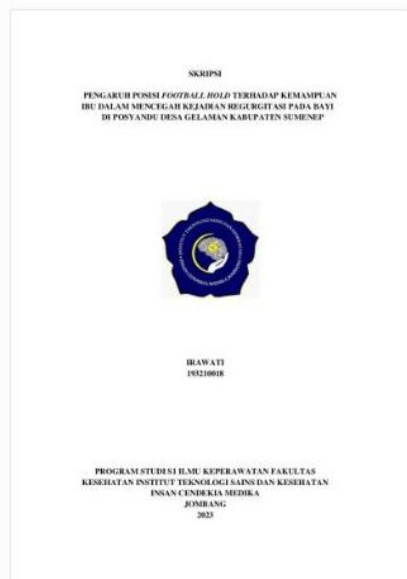 SKRIPSI
PENGARUH POSISI FOOTBALL HOLD TERHADAP KEMAMPUAN
IBU DALAM MENCEGAH KEJADIAN REGURGITASI PADA BAYI
DI POSYANDU DESA GELAMAN KABUPATEN SUMENEP
IRAWATI
193210018
PROGRAM STUDI S1 ILMU KEPERAWATAN FAKULTAS
KESEHATAN INSTITUT TEKNOLOGI SAINS DAN KESEHATAN
INSAN CENDEKIA MEDIKA
JOMBANG
2023